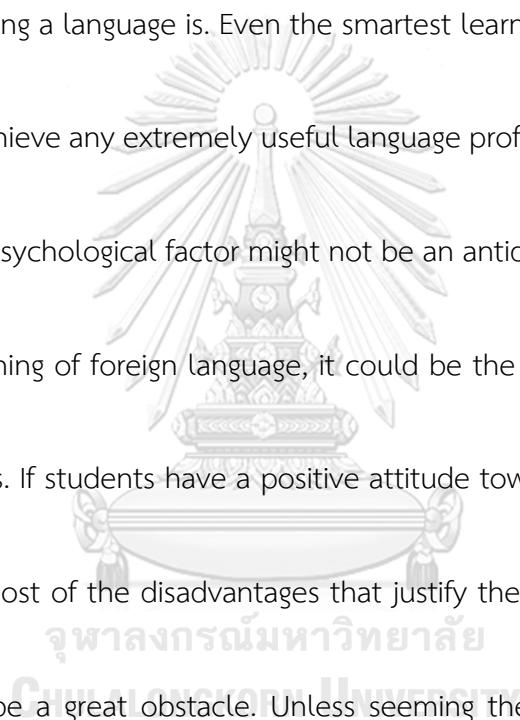 ng a language is. Even the smartest learn
hieve any extremely useful language prof
sychological factor might not be an antid
ning of foreign language, it could be the
s. If students have a positive attitude tow
ost of the disadvantages that justify the
จุฬาลงกรณ์มหาวิทยาลัย
be a great obstacle. Unless seeming the
CHULALONGKORN UNIVERSITY